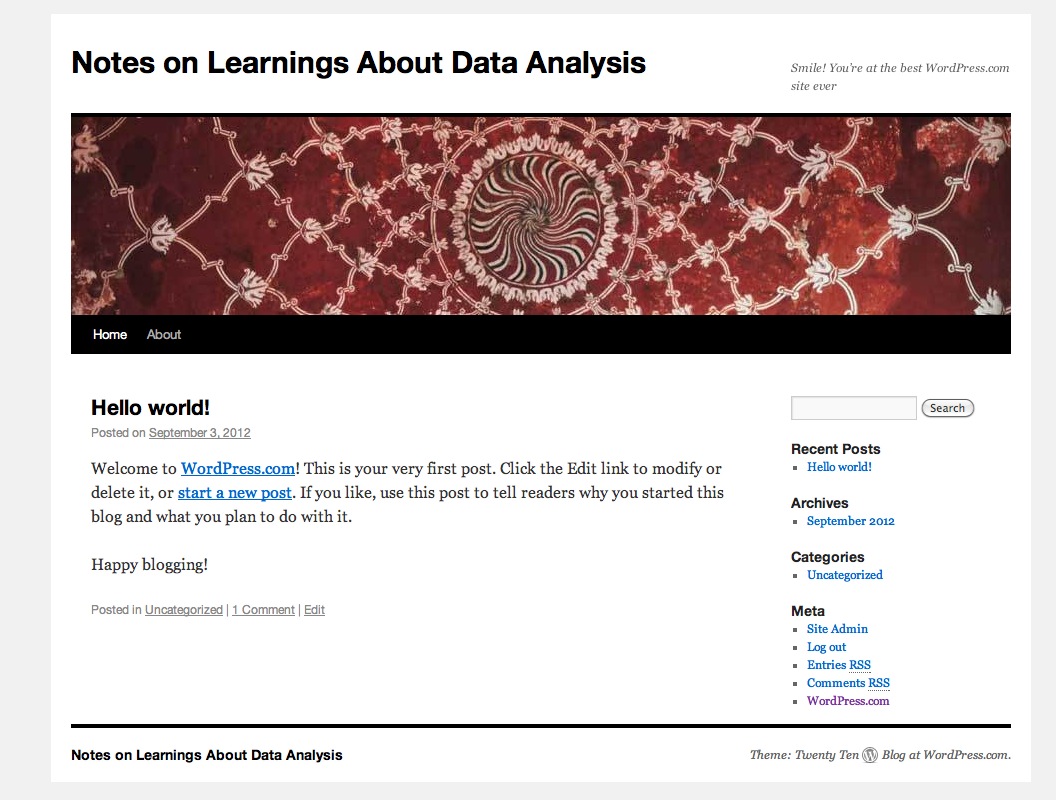 Notes on Learnings About Data Analysis
Smile! You're at the best WordPress.com
site ever
Home About
Hello world!
Posted on September 3, 2012
Welcome to WordPress.com! This is your very first post. Click the Edit link to modify or
delete it, or start a new post. If you like, use this post to tell readers why you started this
blog and what you plan to do with it.
Happy blogging!
Posted in Uncategorized | 1 Comment | Edit
Search
Recent Posts
Hello world!
Archives
September 2012
Categories
Uncategorized
Meta
Site Admin
Log out
Entries RSS
Comments RSS
WordPress.com
Notes on Learnings About Data Analysis
Theme: Twenty Ten Blog at WordPress.com.